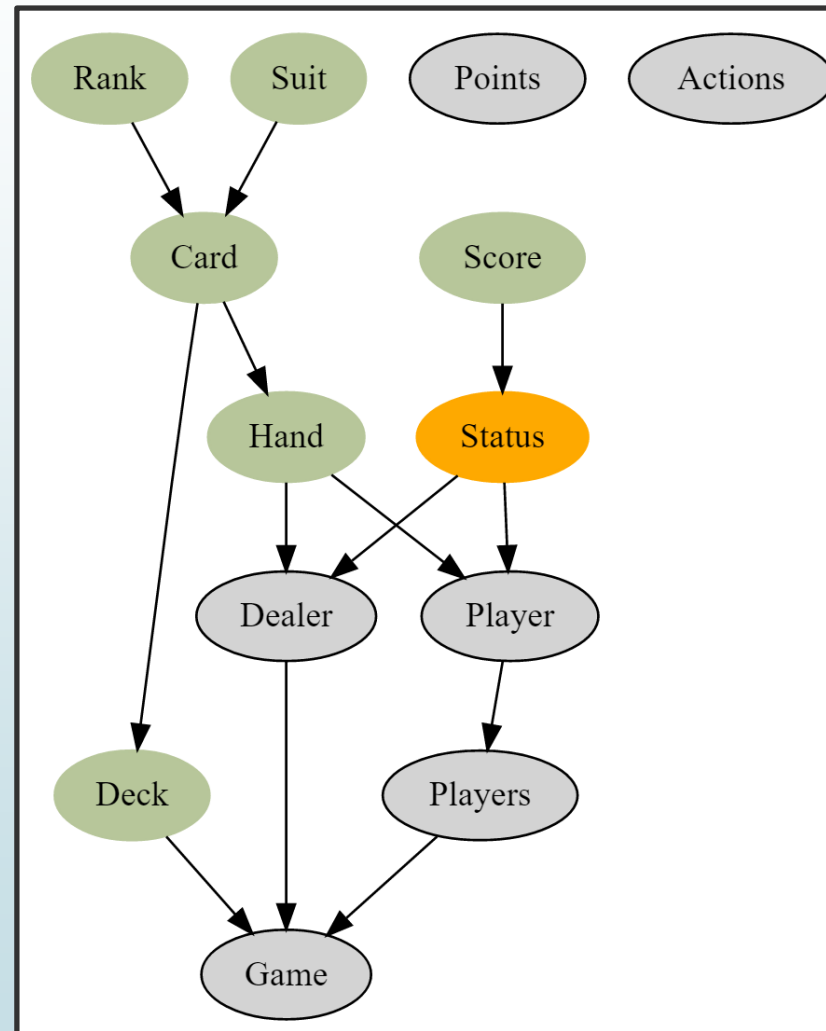 Rank
Suit
Points
Actions
Card
Score
Hand
Status
Dealer
Player
Deck
Players
Game